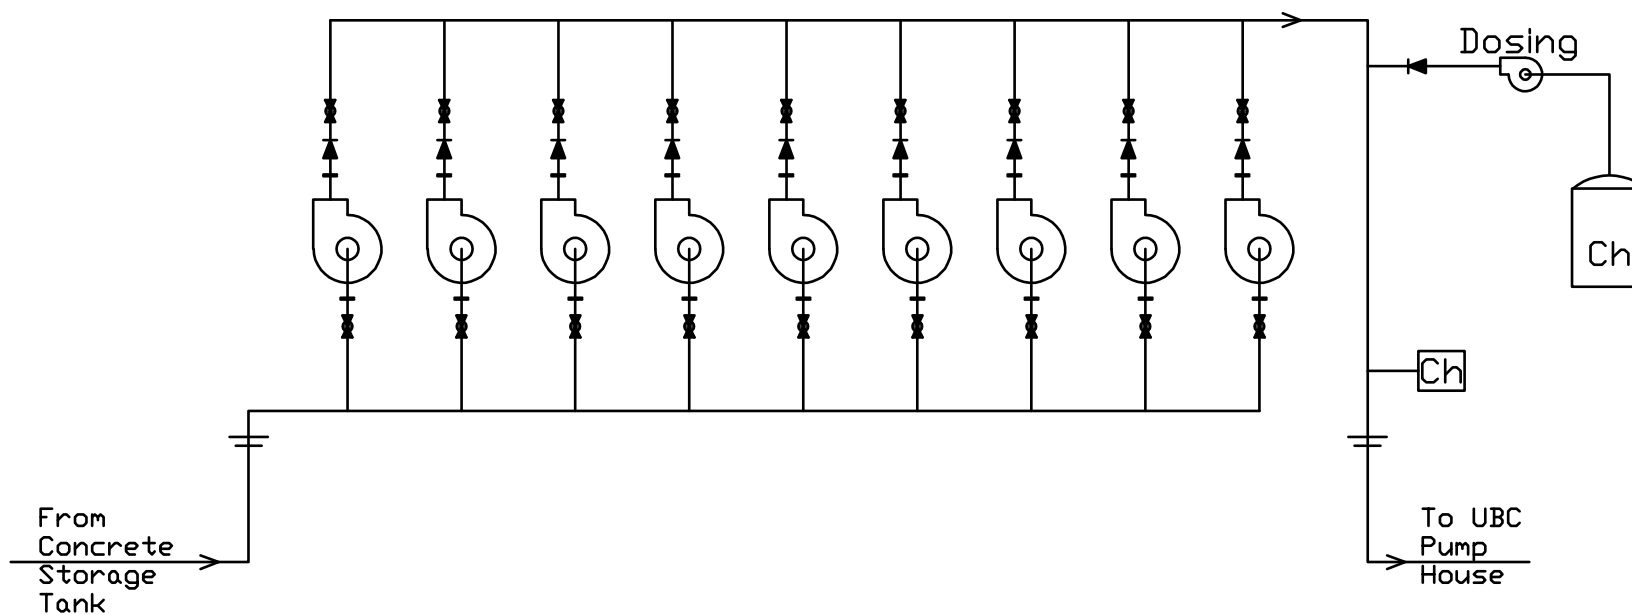 Dosing
Ch
Ch
From
Concrete
Storage
Tank
To UBC
Pump
House